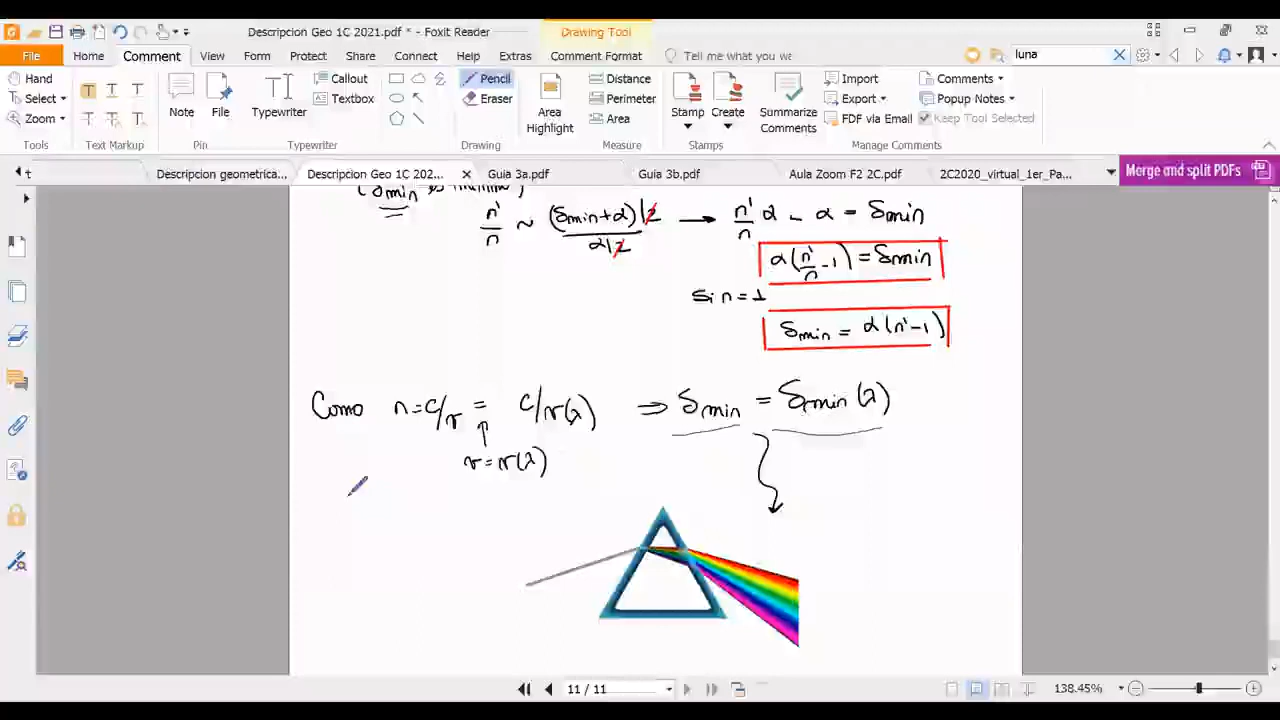 Descripcion Geo 1C 2021.pdf * - Foxit Reader
Drawing Tool
File Home Comment View Form Protect Share Connect Help Extras Comment Format Tell me what you wa luna
Hand
Select
Zoom
Tools
Text Markup
Note
File
Pin
Typewriter
Callout
Textbox
Typewriter
Pencil
Eraser
Drawing
Area Highlight
Distance
Perimeter
Area
Measure
Stamp
Create
Stamps
Summarize Comments
Import
Export
FDF via Email
Comments
Popup Notes
Keep Tool Selected
Manage Comments
t Descripcion geometrica... Descripcion Geo 1C 202... Guia 3a.pdf Guia 3b.pdf Aula Zoom F2 2C.pdf 2C2020_virtual_1er_Pa... Merge and split PDFs
n'/n ~ (δmin+α)/2 / α/2 → n'/n α - α = δmin
α(n'/n -1) = δmin
Si n = 1
δmin = α(n'-1)
Como n = c/v = c/v(λ) ⇒ δmin = δmin(λ)
v = v(λ)
11 / 11
138.45%